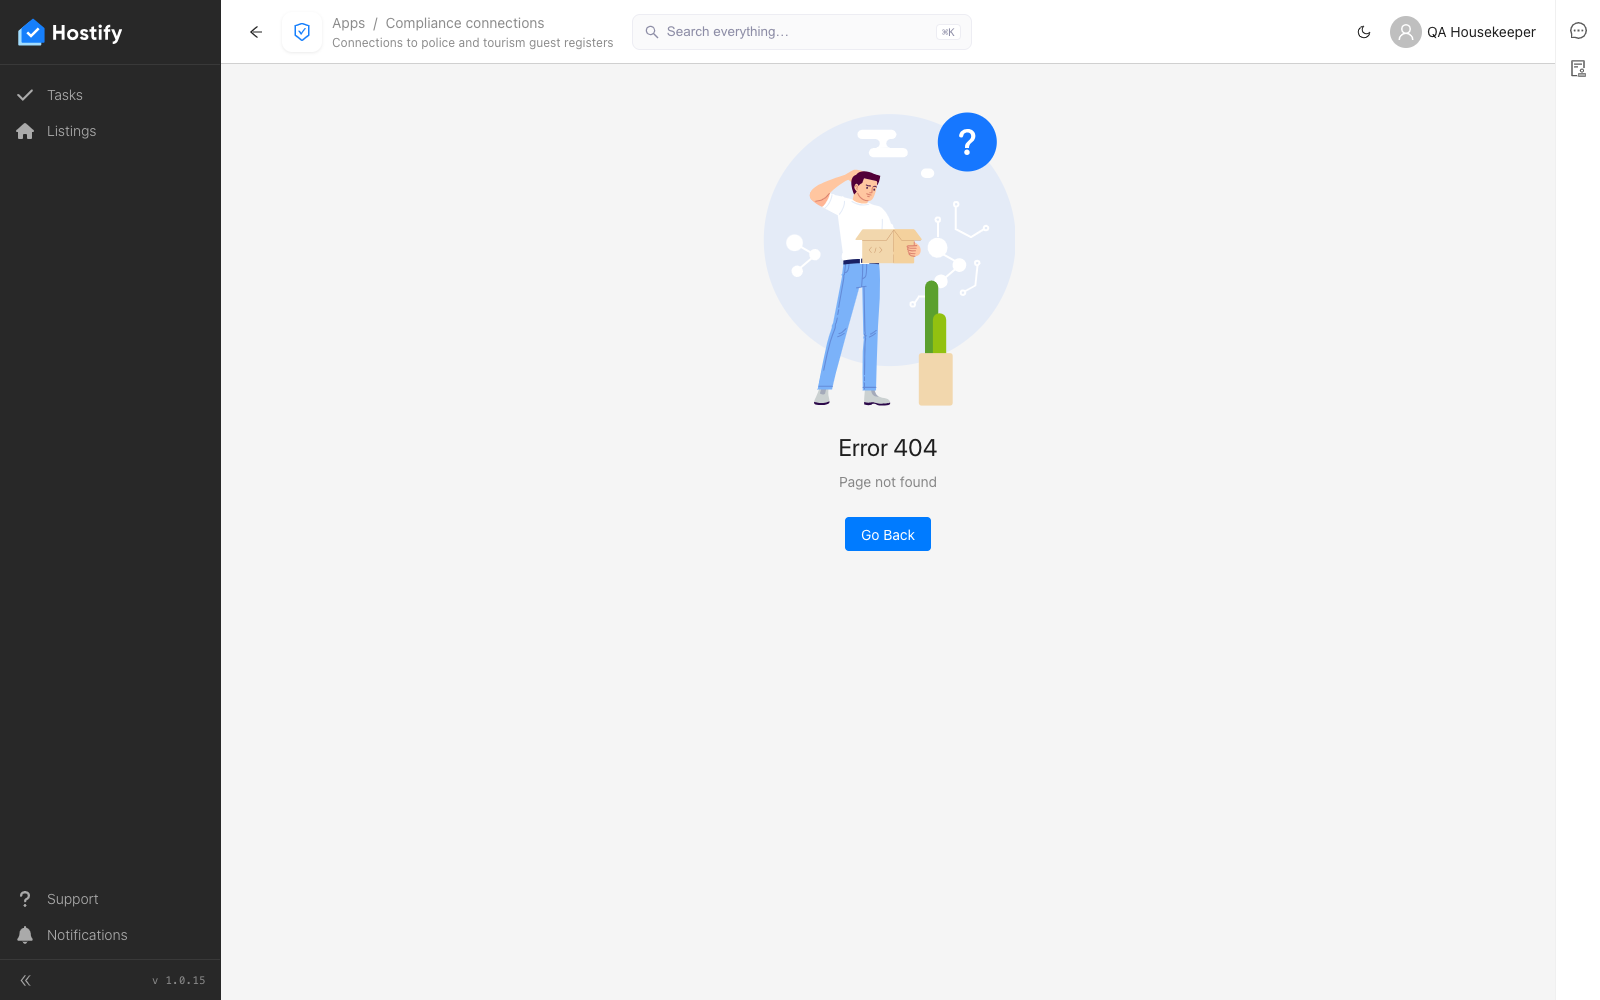 Hostify
Tasks
Listings
Support
Notifications
v 1.0.15
Apps / Compliance connections
Connections to police and tourism guest registers
Search everything...
⌘K
QA Housekeeper
?
Error 404
Page not found
Go Back